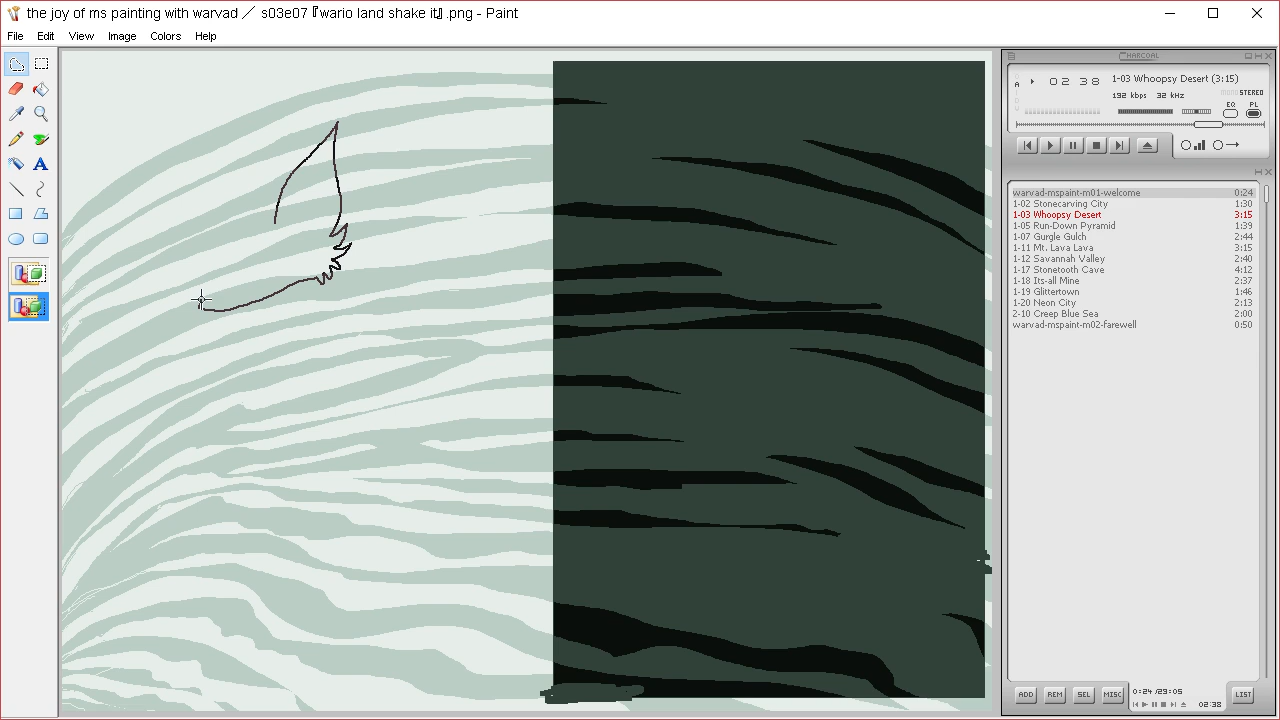 the joy of ms painting with warvad ／ s03e07『wario land shake it』.png - Paint
File Edit View Image Colors Help
CHARCOAL
02 38
1-03 Whoopsy Desert (3:15)
192 kbps 32 kHz
MONO STEREO
EQ PL
warvad-mspaint-m01-welcome 0:24
1-02 Stonecarving City 1:39
1-03 Whoopsy Desert 3:15
1-05 Run-Down Pyramid 1:39
1-07 Gurgle Gulch 2:44
1-11 Mt. Lava Lava 3:15
1-12 Savannah Valley 2:40
1-17 Stonetooth Cave 4:12
1-18 Its-all Mine 2:37
1-19 Glittertown 1:46
1-20 Neon City 2:13
2-10 Creep Blue Sea 2:00
warvad-mspaint-m02-farewell 0:50
ADD REM SEL MISC
0:24/29:05
02:38
LIST